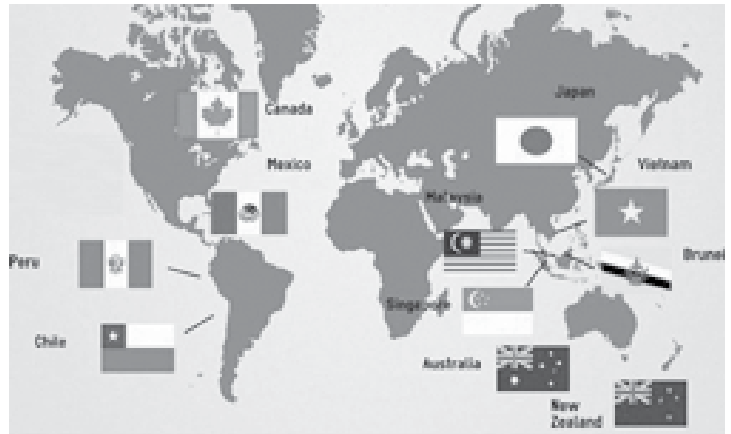 Canada
Japan
Mexico
Vietnam
Malaysia
Peru
Brunei
Singapore
Chile
Australia
New
Zealand